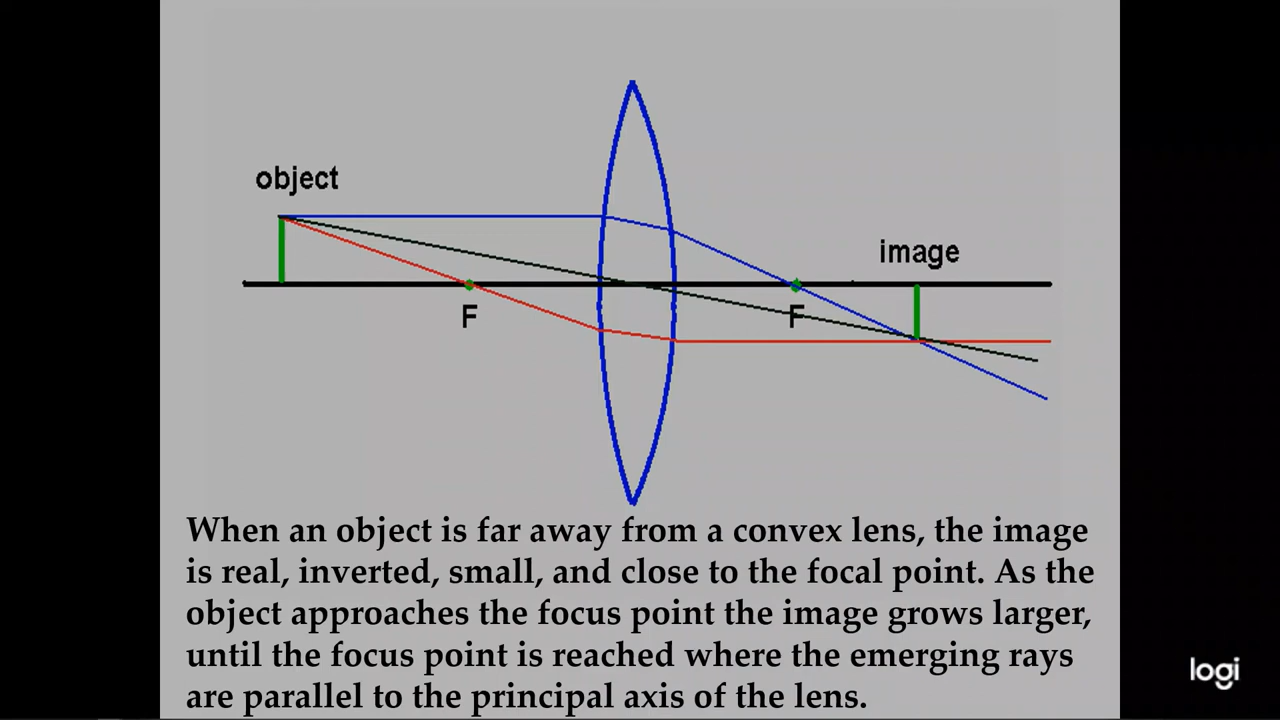 object
image
F
F
When an object is far away from a convex lens, the image
is real, inverted, small, and close to the focal point. As the
object approaches the focus point the image grows larger,
until the focus point is reached where the emerging rays
are parallel to the principal axis of the lens.
logi